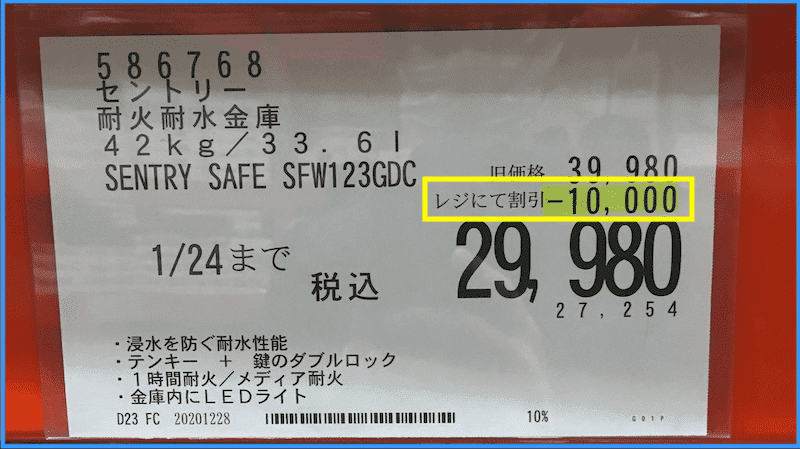 586768
セントリー
耐火耐水金庫
42kg/33.6l
SENTRY SAFE SFW123GDC
旧価格 39,980
レジにて割引 -10,000
29,980
1/24まで
税込
27,254
・浸水を防ぐ耐水性能
・テンキー + 鍵のダブルロック
・1時間耐火/メディア耐火
・金庫内にLEDライト
D23 FC 20201228
10%
G01P